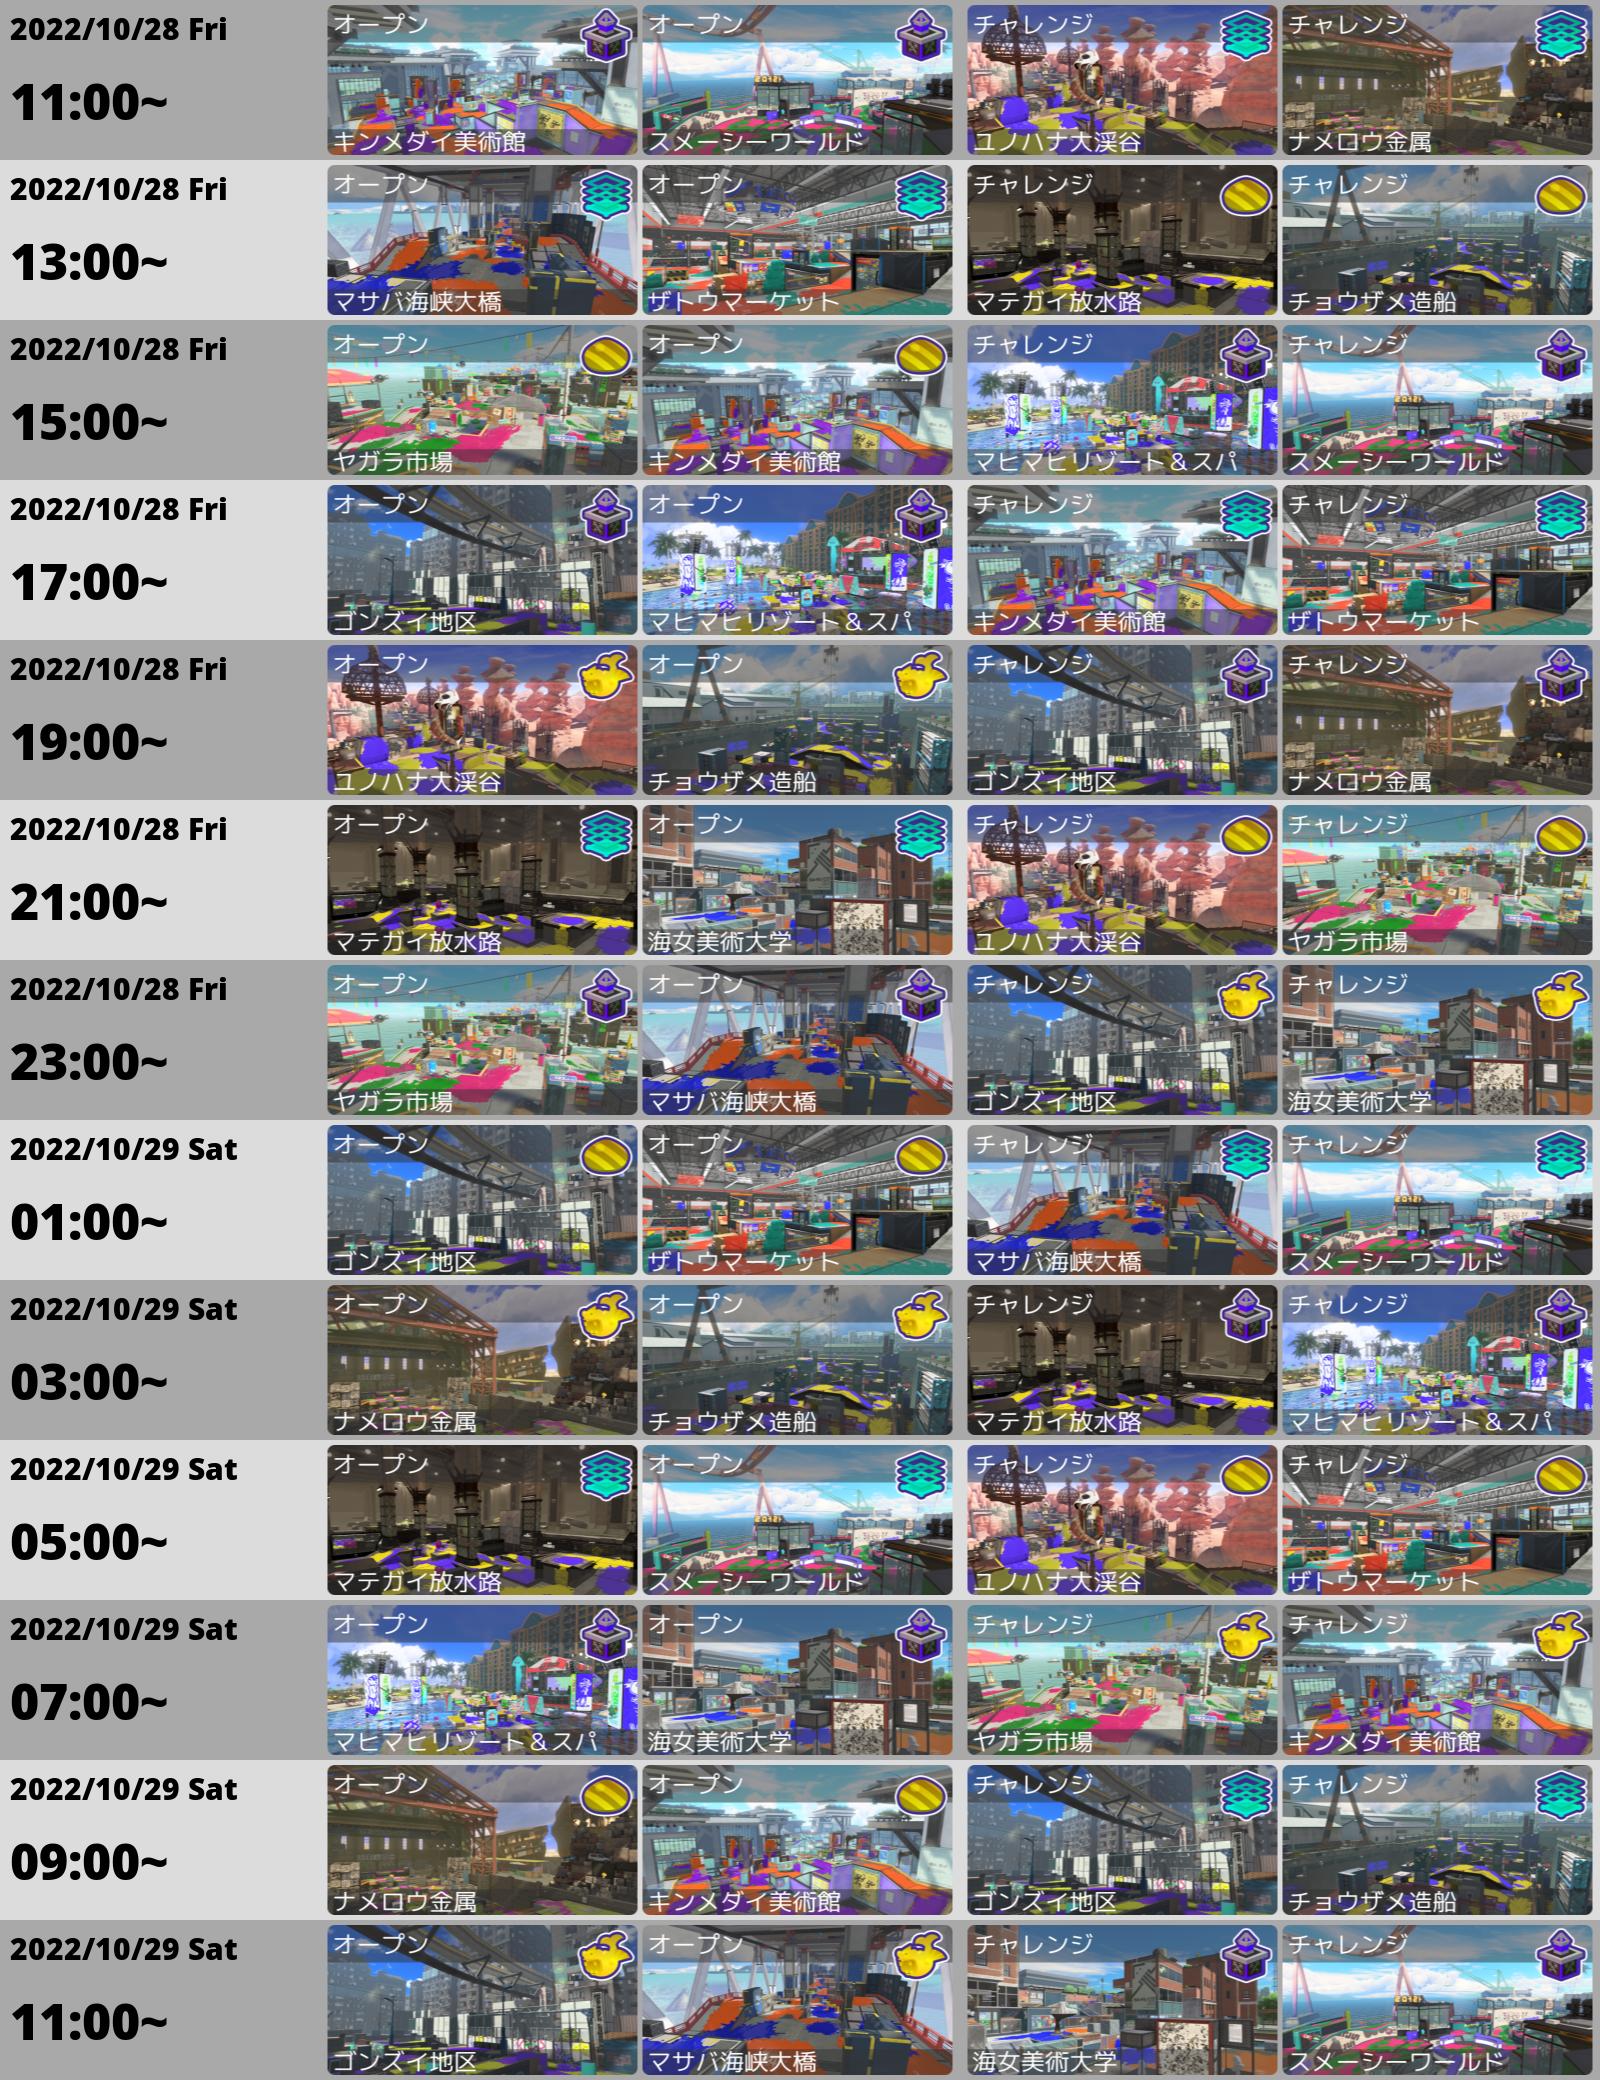 2022/10/28 Fri
11:00~
オープン
キンメダイ美術館
オープン
スメーシーワールド
チャレンジ
ユノハナ大渓谷
チャレンジ
ナメロウ金属
2022/10/28 Fri
13:00~
オープン
マサバ海峡大橋
オープン
ザトウマーケット
チャレンジ
マテガイ放水路
チャレンジ
チョウザメ造船
2022/10/28 Fri
15:00~
オープン
ヤガラ市場
オープン
キンメダイ美術館
チャレンジ
マヒマヒリゾート＆スパ
チャレンジ
スメーシーワールド
2022/10/28 Fri
17:00~
オープン
ゴンズイ地区
オープン
マヒマヒリゾート＆スパ
チャレンジ
キンメダイ美術館
チャレンジ
ザトウマーケット
2022/10/28 Fri
19:00~
オープン
ユノハナ大渓谷
オープン
チョウザメ造船
チャレンジ
ゴンズイ地区
チャレンジ
ナメロウ金属
2022/10/28 Fri
21:00~
オープン
マテガイ放水路
オープン
海女美術大学
チャレンジ
ユノハナ大渓谷
チャレンジ
ヤガラ市場
2022/10/28 Fri
23:00~
オープン
ヤガラ市場
オープン
マサバ海峡大橋
チャレンジ
ゴンズイ地区
チャレンジ
海女美術大学
2022/10/29 Sat
01:00~
オープン
ゴンズイ地区
オープン
ザトウマーケット
チャレンジ
マサバ海峡大橋
チャレンジ
スメーシーワールド
2022/10/29 Sat
03:00~
オープン
ナメロウ金属
オープン
チョウザメ造船
チャレンジ
マテガイ放水路
チャレンジ
マヒマヒリゾート＆スパ
2022/10/29 Sat
05:00~
オープン
マテガイ放水路
オープン
スメーシーワールド
チャレンジ
ユノハナ大渓谷
チャレンジ
ザトウマーケット
2022/10/29 Sat
07:00~
オープン
マヒマヒリゾート＆スパ
オープン
海女美術大学
チャレンジ
ヤガラ市場
チャレンジ
キンメダイ美術館
2022/10/29 Sat
09:00~
オープン
ナメロウ金属
オープン
キンメダイ美術館
チャレンジ
ゴンズイ地区
チャレンジ
チョウザメ造船
2022/10/29 Sat
11:00~
オープン
ゴンズイ地区
オープン
マサバ海峡大橋
チャレンジ
海女美術大学
チャレンジ
スメーシーワールド